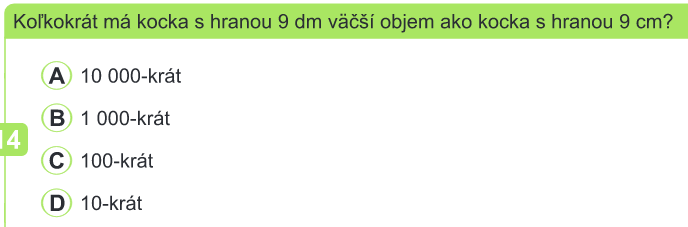 Koľkokrát má kocka s hranou 9 dm väčší objem ako kocka s hranou 9 cm?
A 10 000-krát
B 1 000-krát
14
C 100-krát
D 10-krát